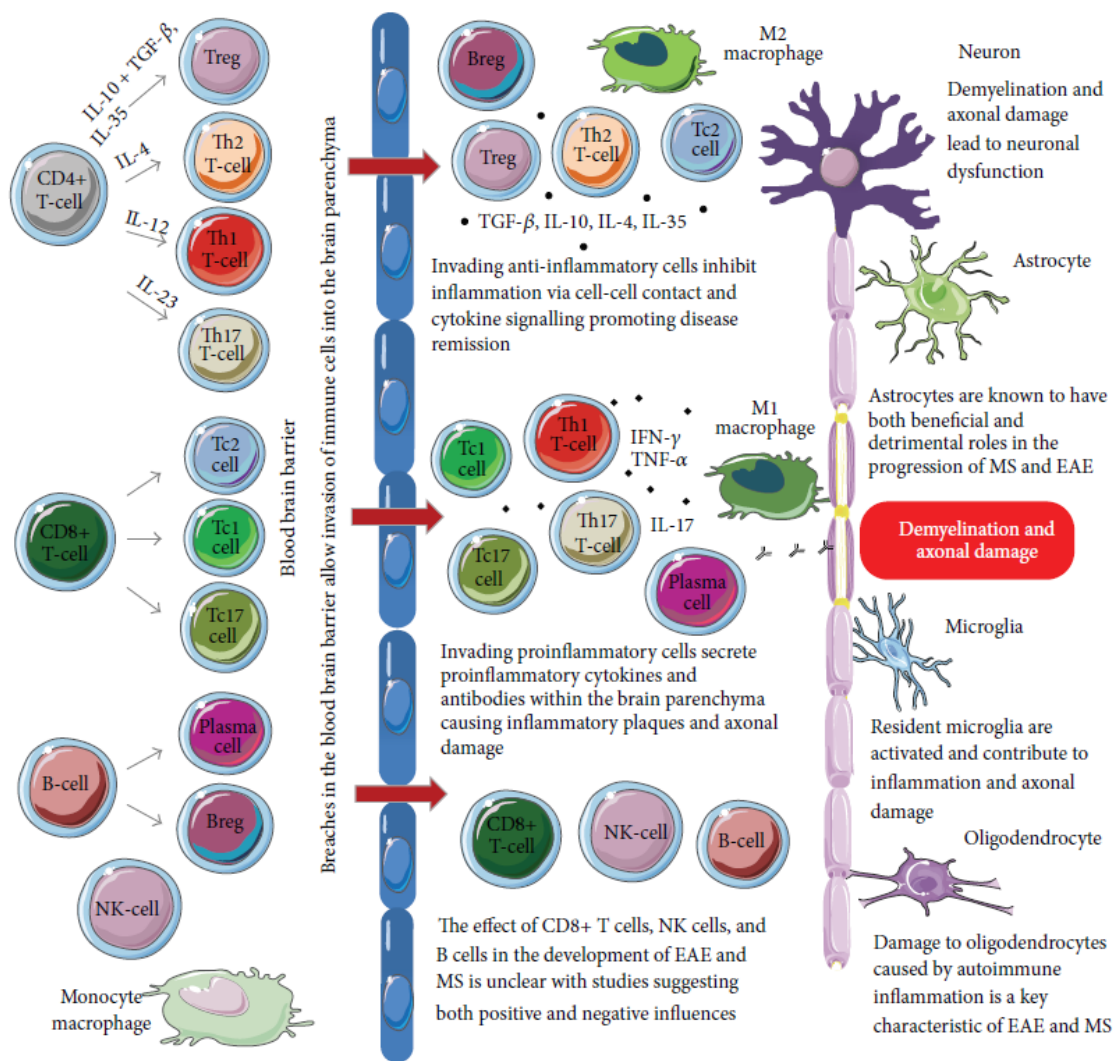 IL-10 + TGF-β,
IL-35
Treg
IL-4
Th2
T-cell
CD4+
T-cell
IL-12
Th1
T-cell
IL-23
Th17
T-cell
Tc2
cell
CD8+
T-cell
Tc1
cell
Tc17
cell
Plasma
cell
B-cell
Breg
NK-cell
Monocyte
macrophage
Blood brain barrier
Breaches in the blood brain barrier allow invasion of immune cells into the brain parenchyma
Breg
M2
macrophage
Treg
Th2
T-cell
Tc2
cell
TGF-β, IL-10, IL-4, IL-35
Invading anti-inflammatory cells inhibit
inflammation via cell-cell contact and
cytokine signalling promoting disease
remission
Tc1
cell
Th1
T-cell
IFN-γ
TNF-α
M1
macrophage
Tc17
cell
Th17
T-cell
IL-17
Plasma
cell
Invading proinflammatory cells secrete
proinflammatory cytokines and
antibodies within the brain parenchyma
causing inflammatory plaques and axonal
damage
CD8+
T-cell
NK-cell
B-cell
The effect of CD8+ T cells, NK cells, and
B cells in the development of EAE and
MS is unclear with studies suggesting
both positive and negative influences
Neuron
Demyelination and
axonal damage
lead to neuronal
dysfunction
Astrocyte
Astrocytes are known to have
both beneficial and
detrimental roles in the
progression of MS and EAE
Demyelination and
axonal damage
Microglia
Resident microglia are
activated and contribute to
inflammation and axonal
damage
Oligodendrocyte
Damage to oligodendrocytes
caused by autoimmune
inflammation is a key
characteristic of EAE and MS